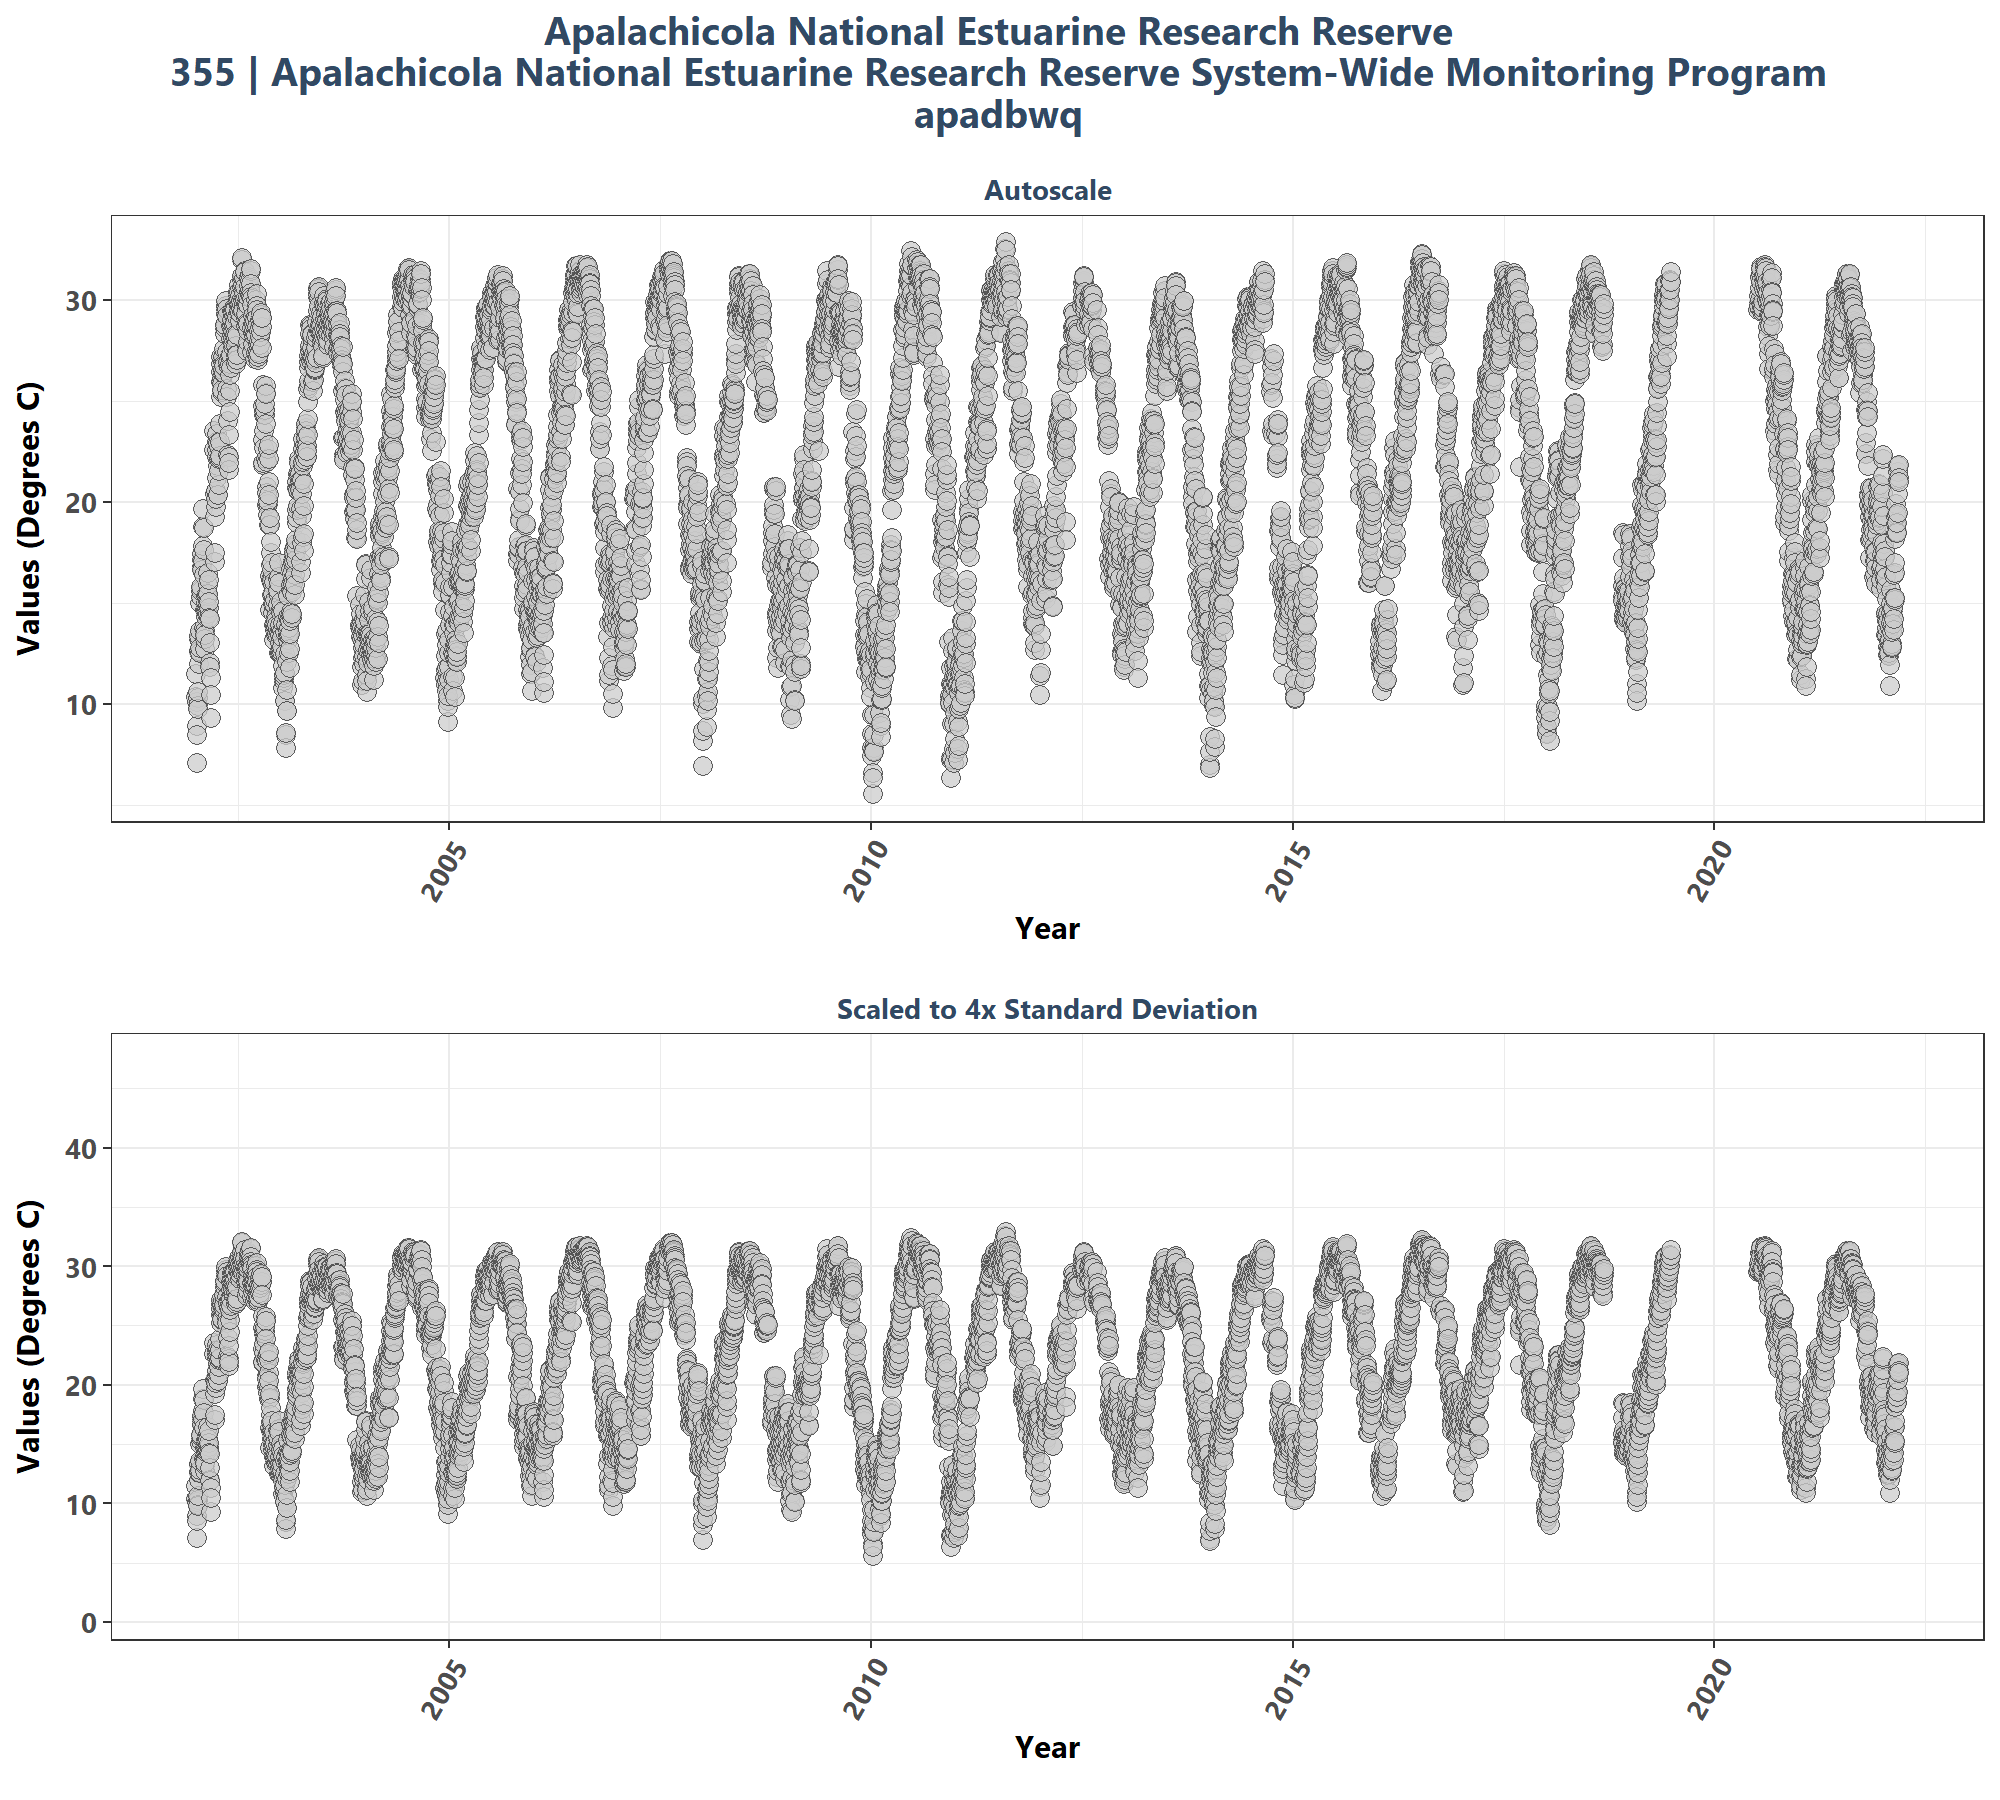 Apalachicola National Estuarine Research Reserve
355 | Apalachicola National Estuarine Research Reserve System-Wide Monitoring Program
apadbwq
Autoscale
Values (Degrees C)
30
20
10
2005
2010
2015
2020
Year
Scaled to 4x Standard Deviation
Values (Degrees C)
40
30
20
10
0
2005
2010
2015
2020
Year